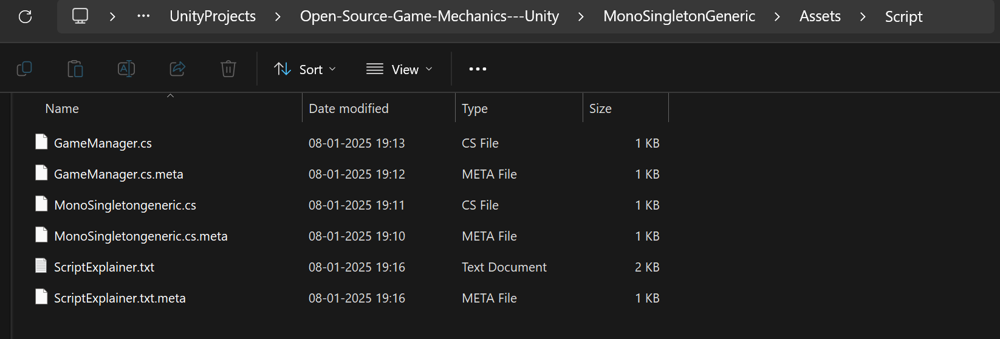 UnityProjects > Open-Source-Game-Mechanics---Unity > MonoSingletonGeneric > Assets > Script
Sort View
Name Date modified Type Size
GameManager.cs 08-01-2025 19:13 CS File 1 KB
GameManager.cs.meta 08-01-2025 19:12 META File 1 KB
MonoSingletongeneric.cs 08-01-2025 19:11 CS File 1 KB
MonoSingletongeneric.cs.meta 08-01-2025 19:10 META File 1 KB
ScriptExplainer.txt 08-01-2025 19:16 Text Document 2 KB
ScriptExplainer.txt.meta 08-01-2025 19:16 META File 1 KB